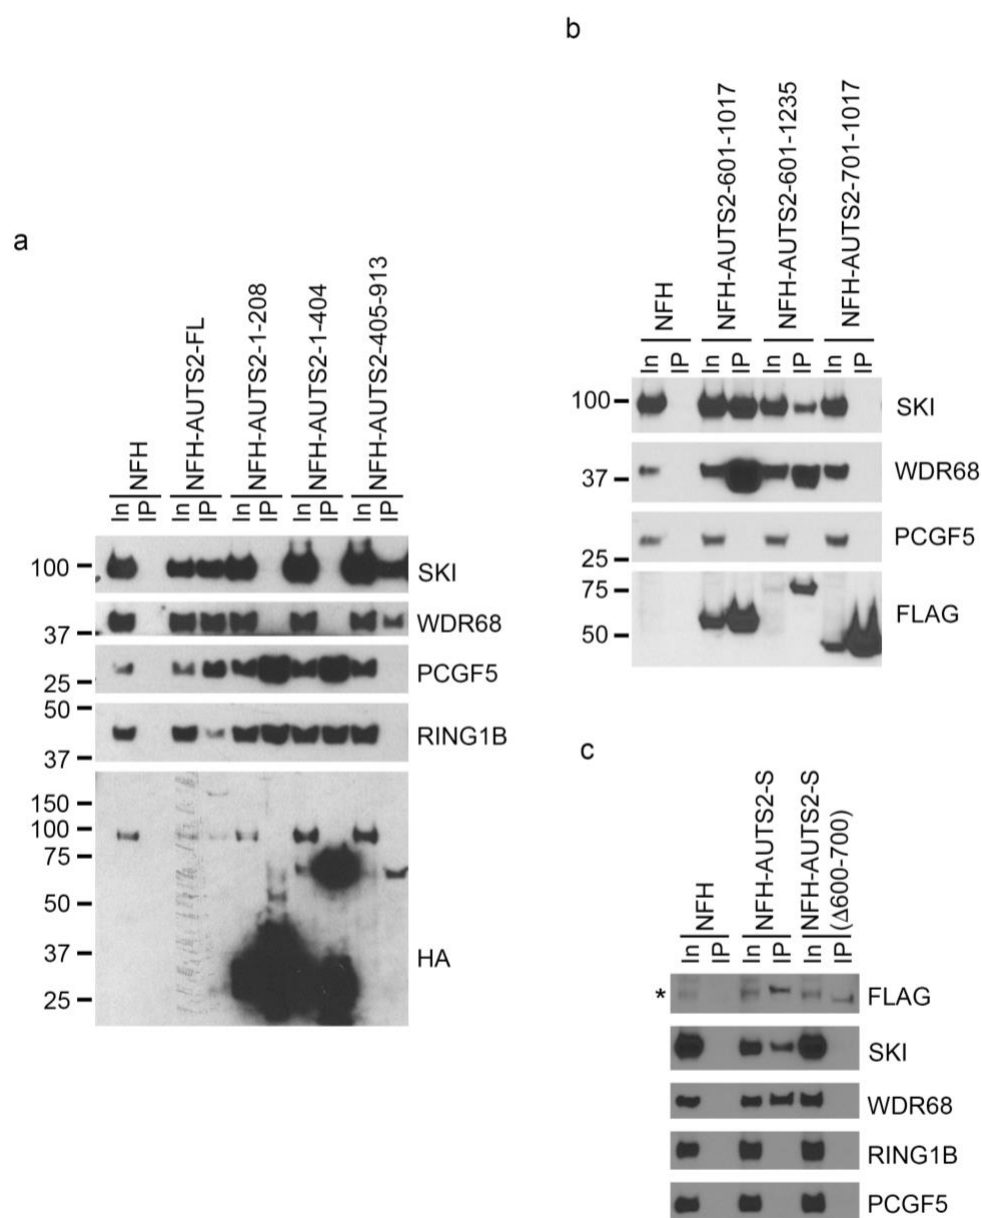 a
NFH
NFH-AUTS2-FL
NFH-AUTS2-1-208
NFH-AUTS2-1-404
NFH-AUTS2-405-913
In IP In IP In IP In IP In IP
100 SKI
37 WDR68
25 PCGF5
50
37 RING1B
150
100
75
50
37
25
HA
b
NFH
NFH-AUTS2-601-1017
NFH-AUTS2-601-1235
NFH-AUTS2-701-1017
In IP In IP In IP In IP
100 SKI
37 WDR68
25 PCGF5
75
50
FLAG
c
NFH
NFH-AUTS2-S
NFH-AUTS2-S
(Δ600-700)
In IP In IP In IP
* FLAG
SKI
WDR68
RING1B
PCGF5